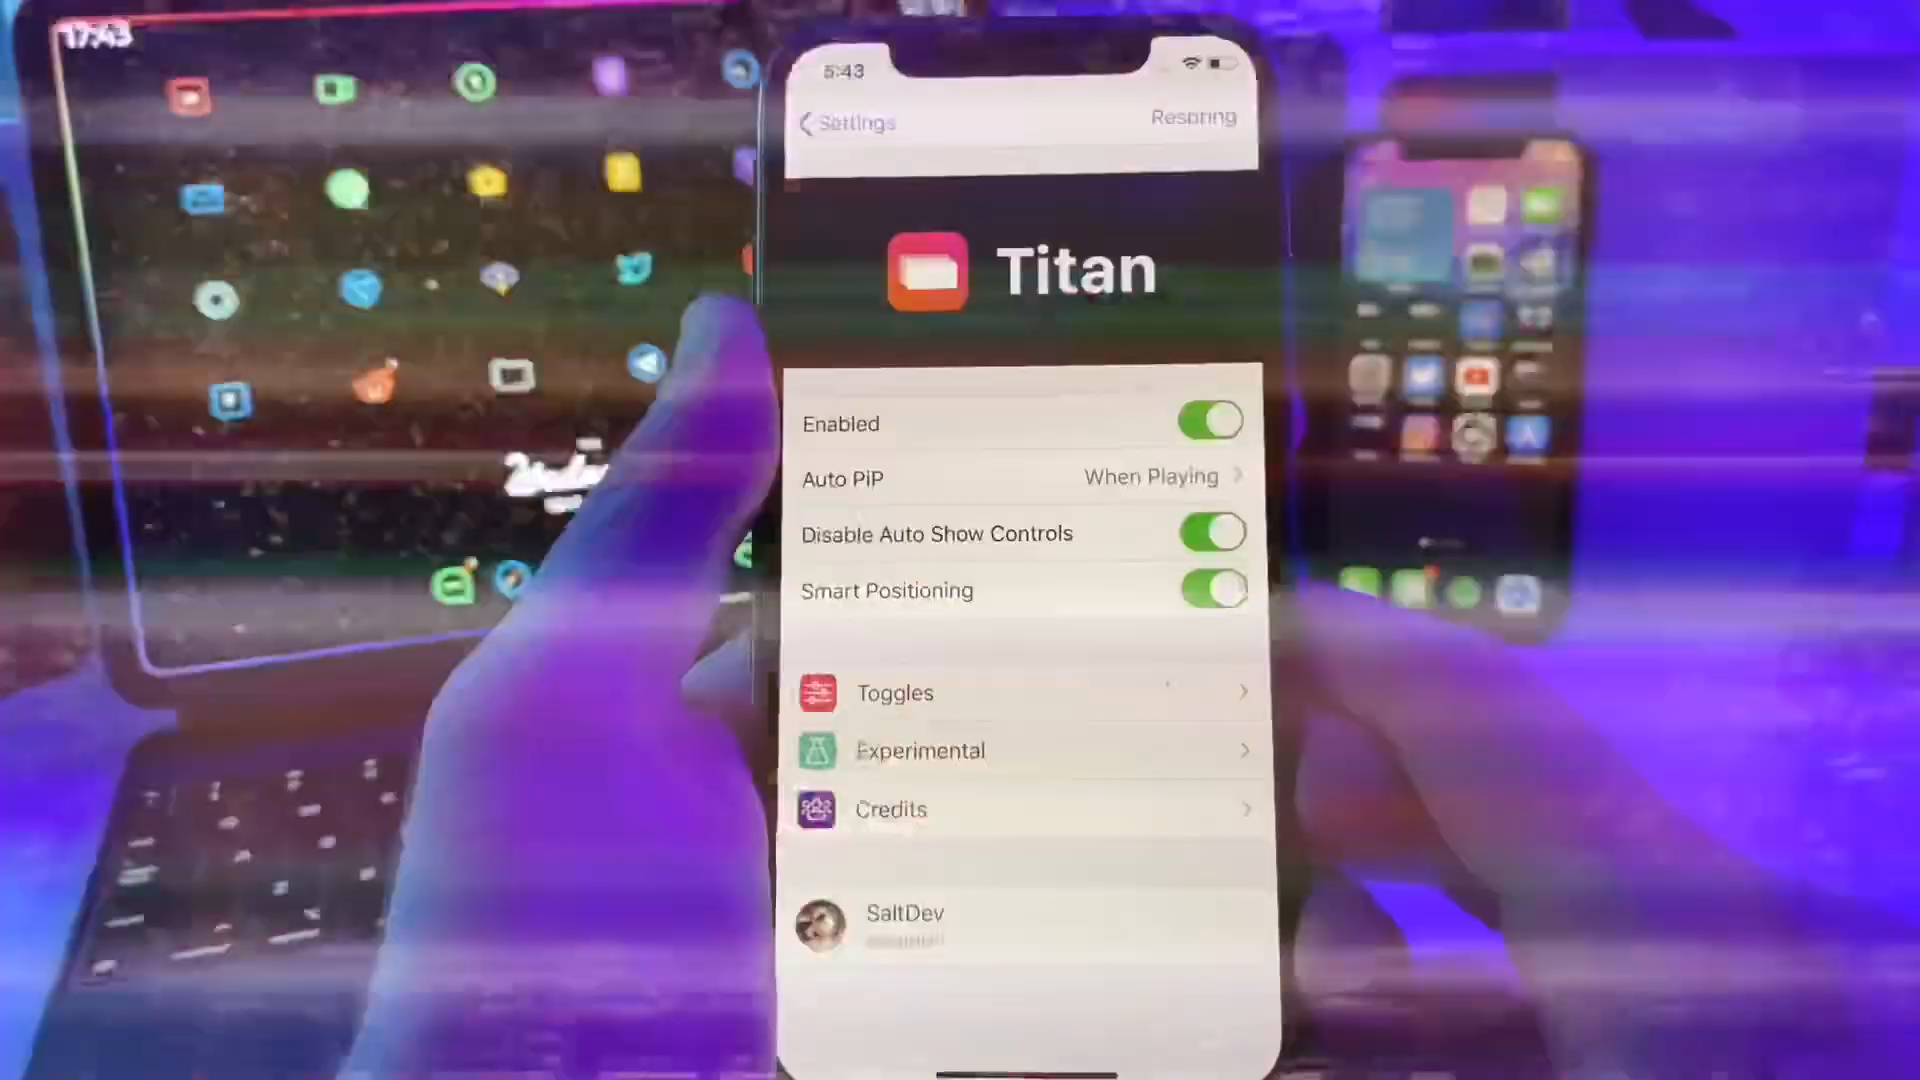 17:43
5:43
Settings
Respring
Titan
Enabled
Auto PiP
When Playing
Disable Auto Show Controls
Smart Positioning
Toggles
Experimental
Credits
SaltDev